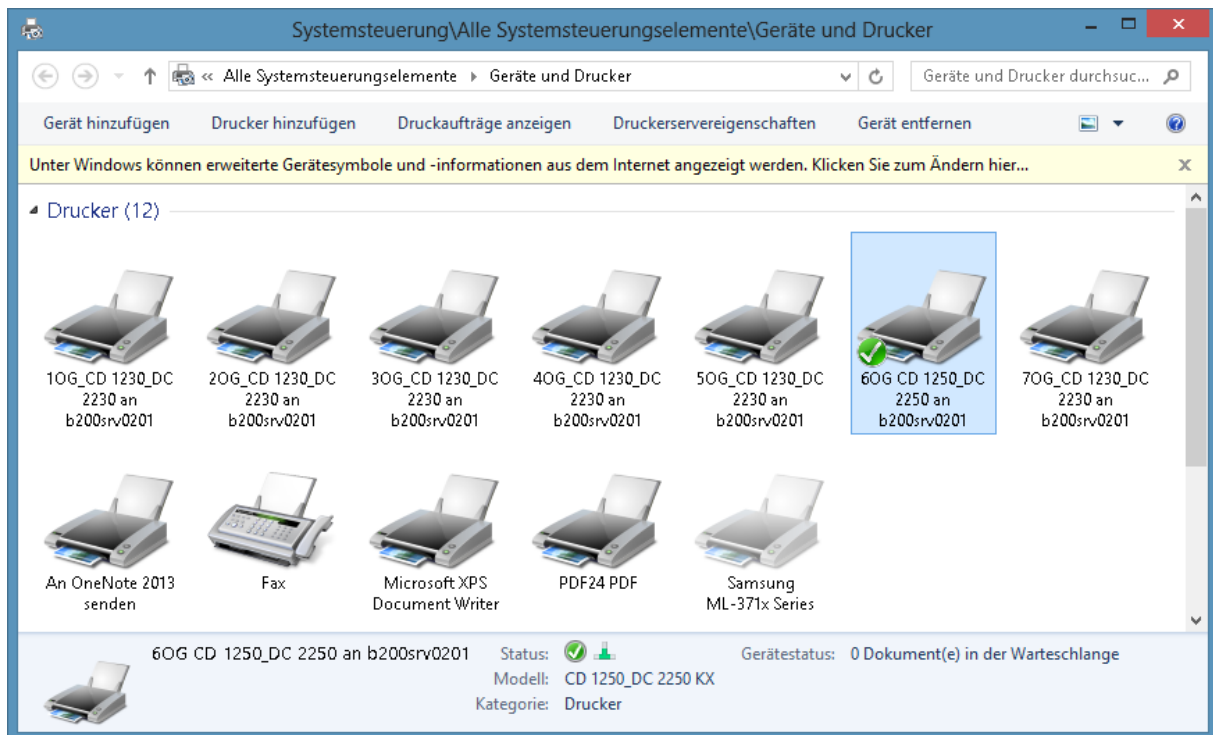 Systemsteuerung\Alle Systemsteuerungselemente\Geräte und Drucker
« Alle Systemsteuerungselemente Geräte und Drucker
Geräte und Drucker durchsuc...
Gerät hinzufügen Drucker hinzufügen Druckaufträge anzeigen Druckerservereigenschaften Gerät entfernen
Unter Windows können erweiterte Gerätesymbole und -informationen aus dem Internet angezeigt werden. Klicken Sie zum Ändern hier...
Drucker (12)
1OG_CD 1230_DC
2230 an
b200srv0201
2OG_CD 1230_DC
2230 an
b200srv0201
3OG_CD 1230_DC
2230 an
b200srv0201
4OG_CD 1230_DC
2230 an
b200srv0201
5OG_CD 1230_DC
2230 an
b200srv0201
6OG CD 1250_DC
2250 an
b200srv0201
7OG_CD 1230_DC
2230 an
b200srv0201
An OneNote 2013
senden
Fax
Microsoft XPS
Document Writer
PDF24 PDF
Samsung
ML-371x Series
6OG CD 1250_DC 2250 an b200srv0201 Status: Gerätestatus: 0 Dokument(e) in der Warteschlange
Modell: CD 1250_DC 2250 KX
Kategorie: Drucker